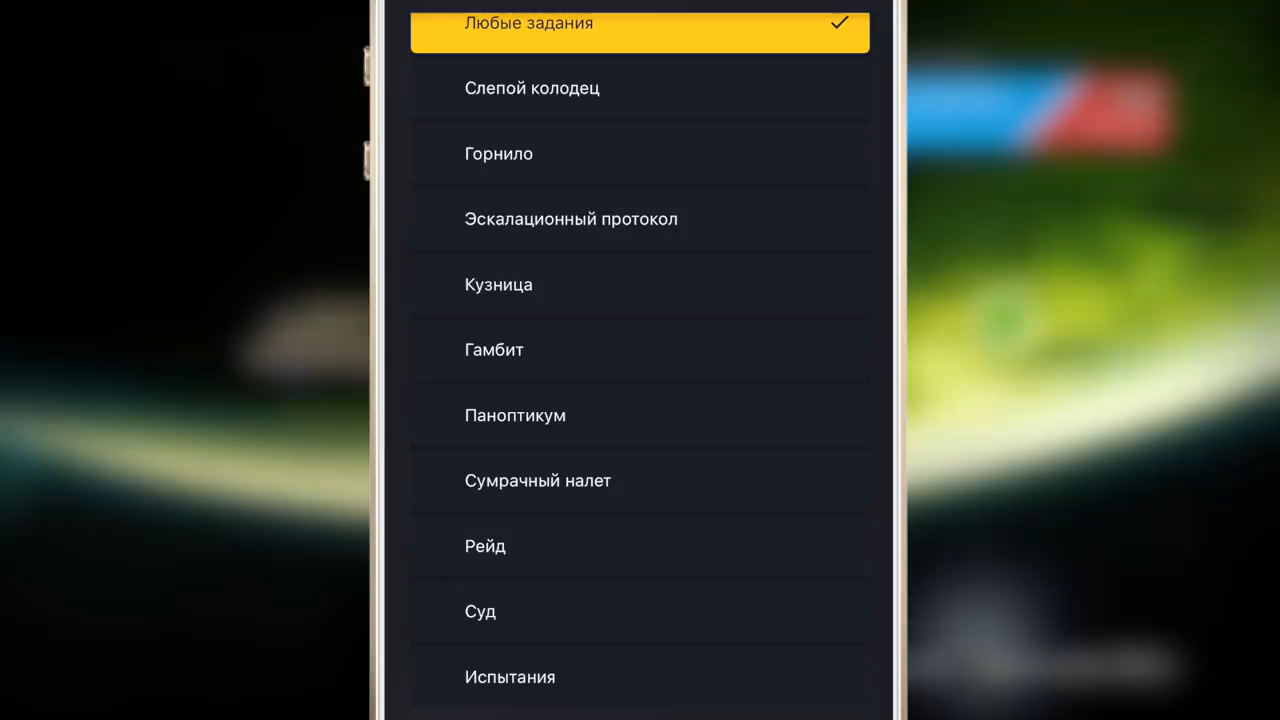 Любые задания
Слепой колодец
Горнило
Эскалационный протокол
Кузница
Гамбит
Паноптикум
Сумрачный налет
Рейд
Суд
Испытания